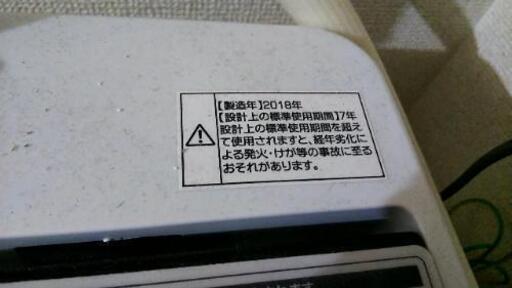 【製造年】2018年
【設計上の標準使用期間】7年
設計上の標準使用期間を超え
て使用されますと、経年劣化に
よる発火・けが等の事故に至る
おそれがあります。